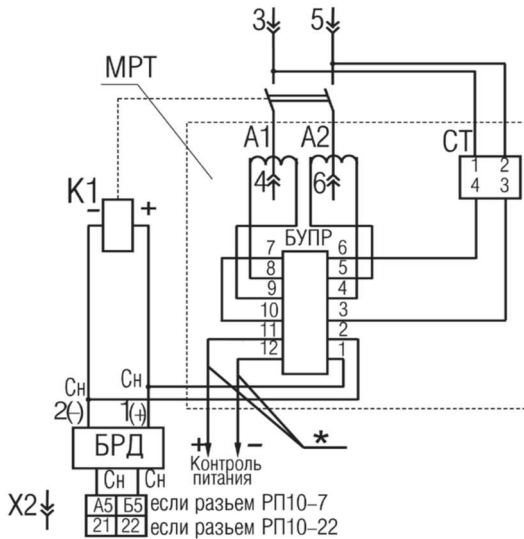 3 5
МРТ
А1 А2 СТ
1 2
4 3
4 6
К1
− +
БУПР
7 6
8 5
9 4
10 3
11 2
12 1
Сн Сн
2(−) 1(+)
+ − *
Контроль
питания
БРД
Сн Сн
Х2 А5 Б5 если разьем РП10–7
21 22 если разьем РП10–22